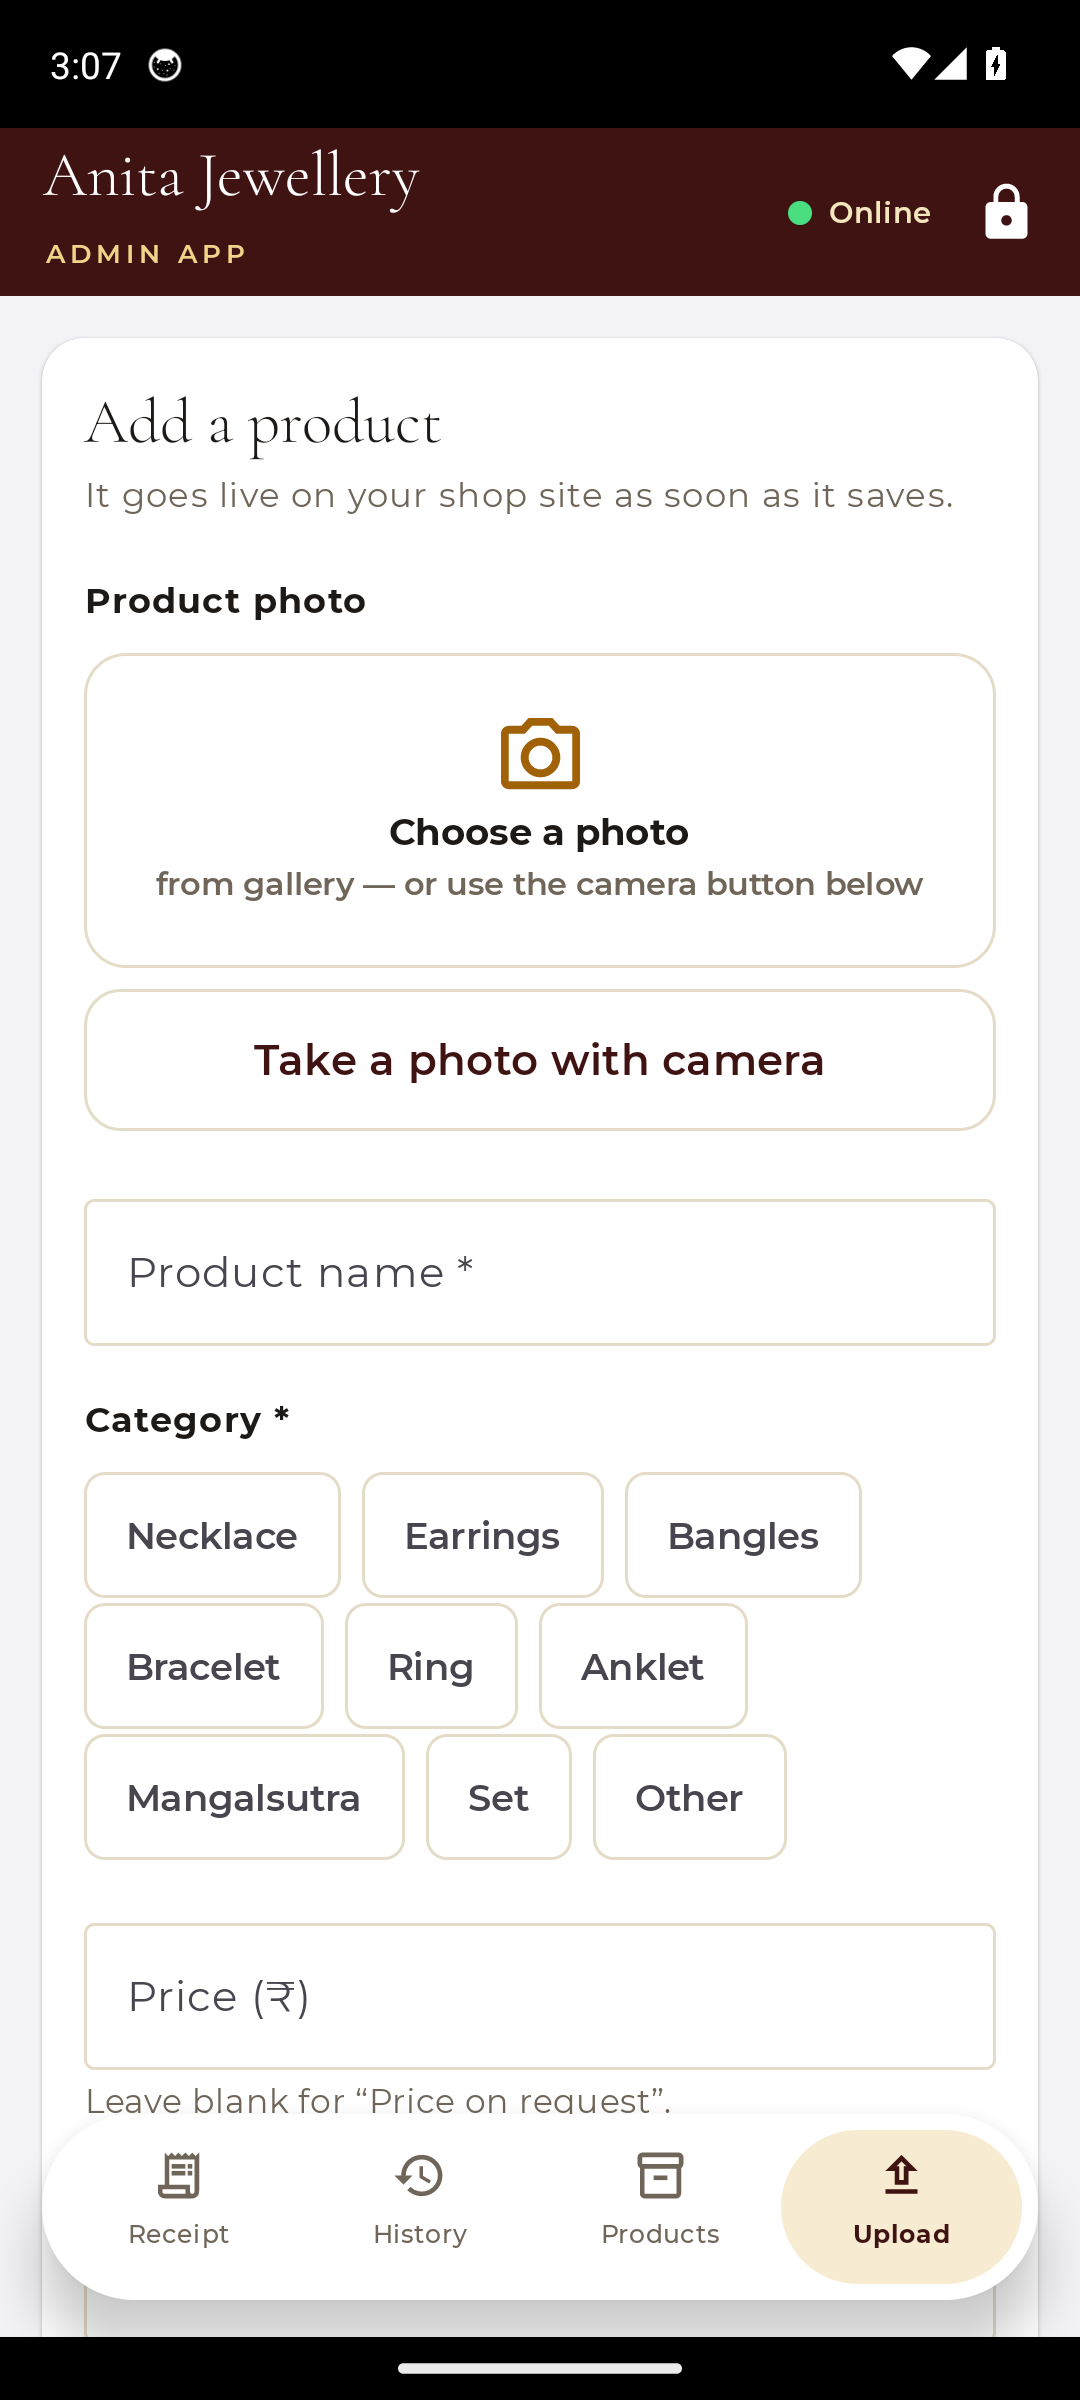 3:07
Anita Jewellery
ADMIN APP
Online
Add a product
It goes live on your shop site as soon as it saves.
Product photo
Choose a photo
from gallery — or use the camera button below
Take a photo with camera
Product name *
Category *
Necklace
Earrings
Bangles
Bracelet
Ring
Anklet
Mangalsutra
Set
Other
Price (₹)
Leave blank for “Price on request”.
Receipt
History
Products
Upload